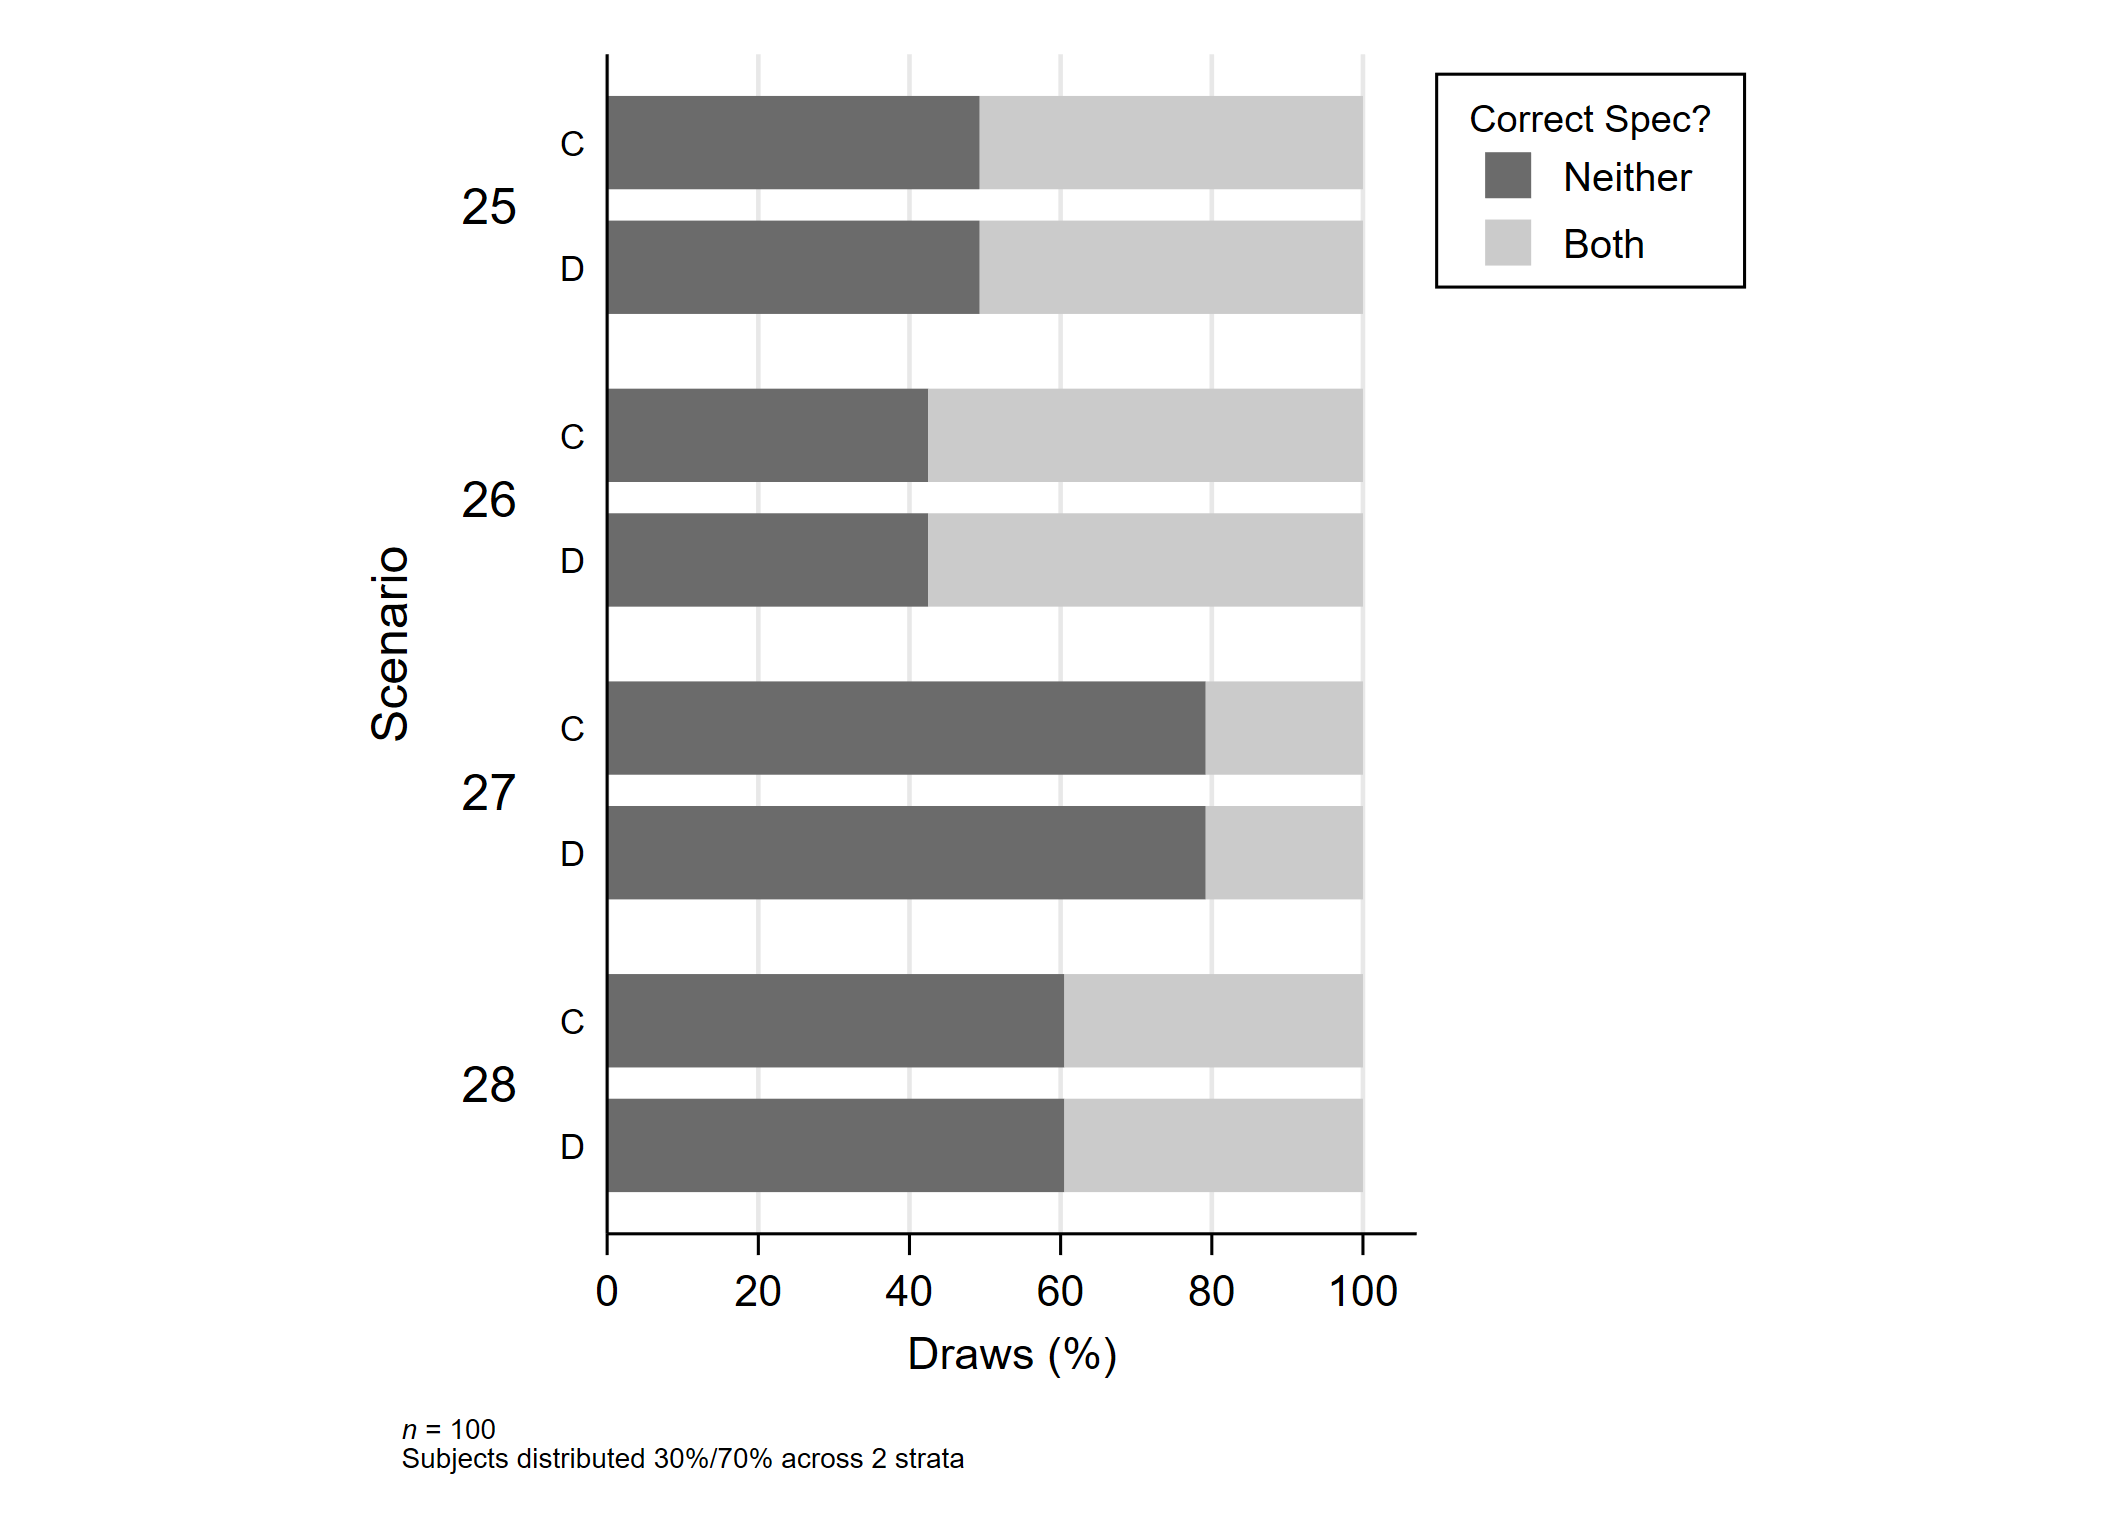 Correct Spec?
Neither
Both
Scenario
25
C
D
26
C
D
27
C
D
28
C
D
0 20 40 60 80 100
Draws (%)
n = 100
Subjects distributed 30%/70% across 2 strata